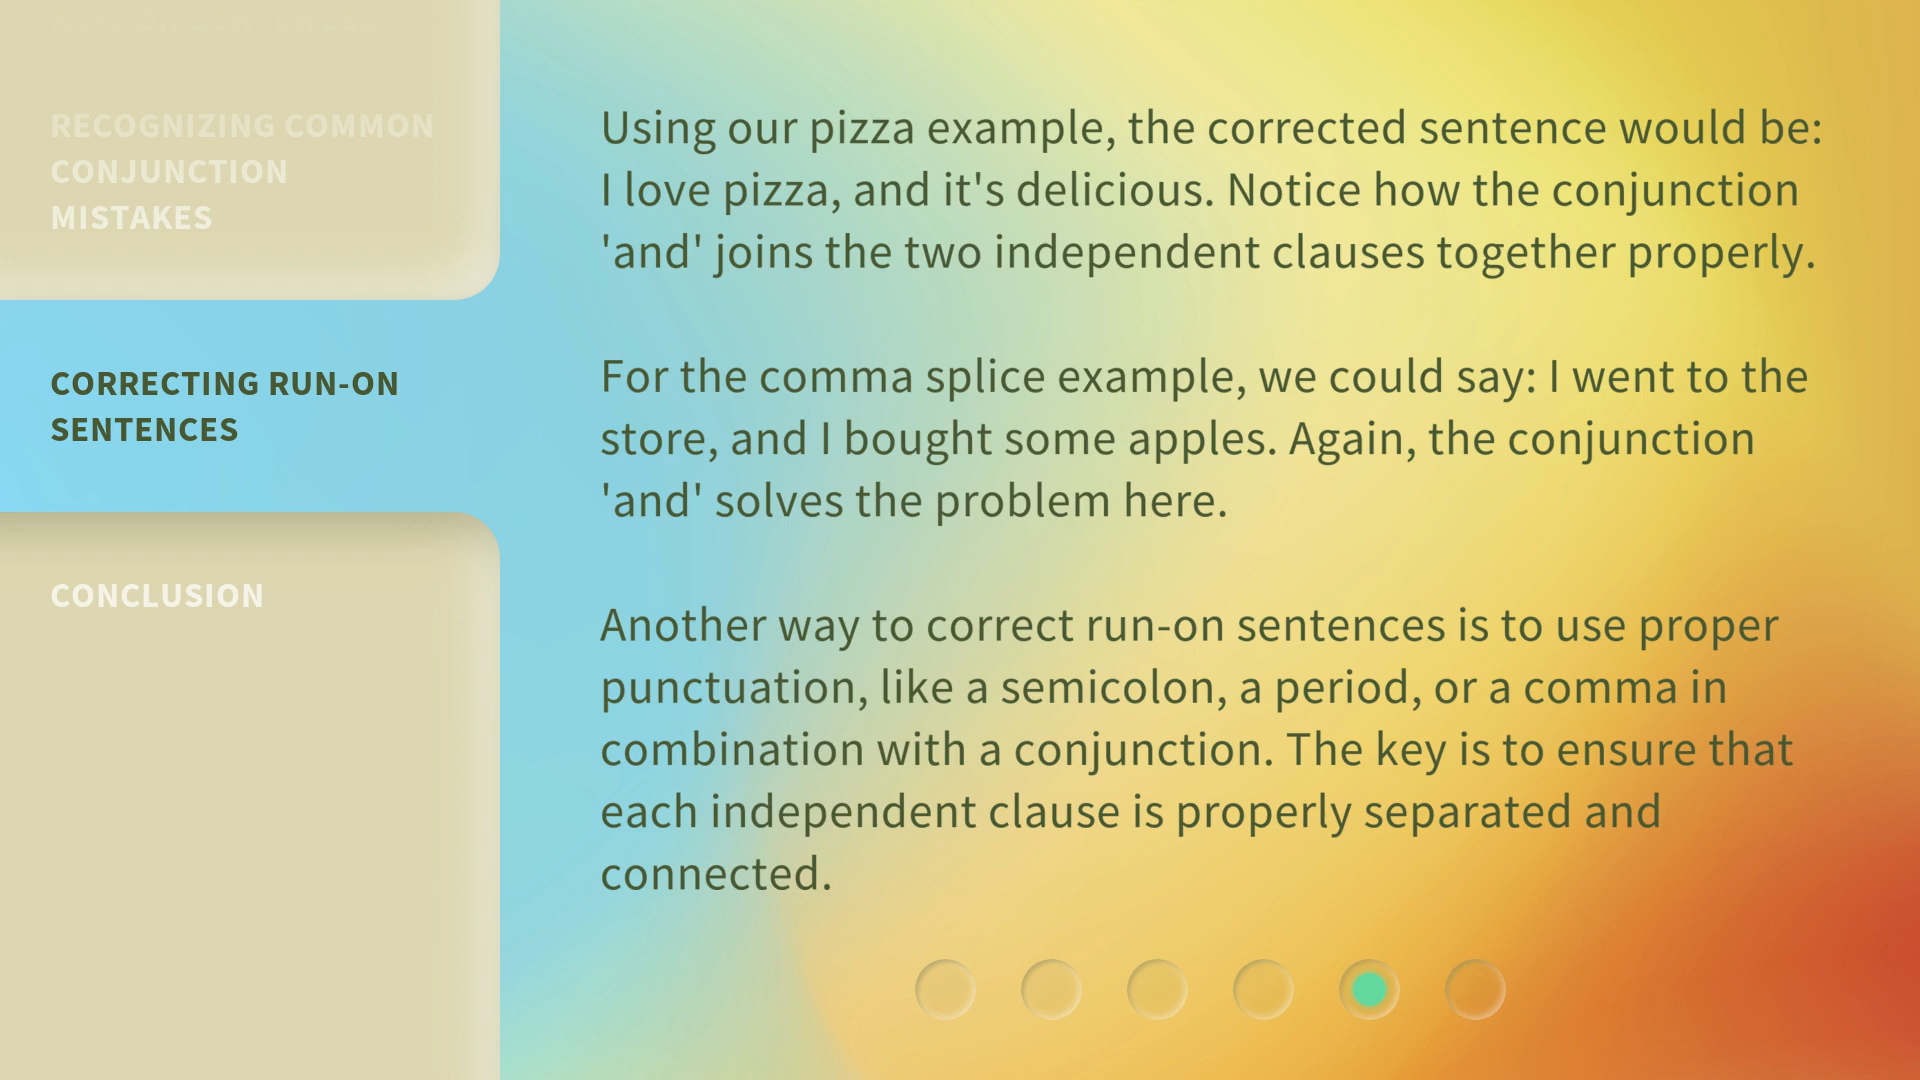 RUN-ON SENTENCES
RECOGNIZING COMMON
CONJUNCTION
MISTAKES
CORRECTING RUN-ON
SENTENCES
CONCLUSION
Using our pizza example, the corrected sentence would be:
I love pizza, and it's delicious. Notice how the conjunction
'and' joins the two independent clauses together properly.
For the comma splice example, we could say: I went to the
store, and I bought some apples. Again, the conjunction
'and' solves the problem here.
Another way to correct run-on sentences is to use proper
punctuation, like a semicolon, a period, or a comma in
combination with a conjunction. The key is to ensure that
each independent clause is properly separated and
connected.